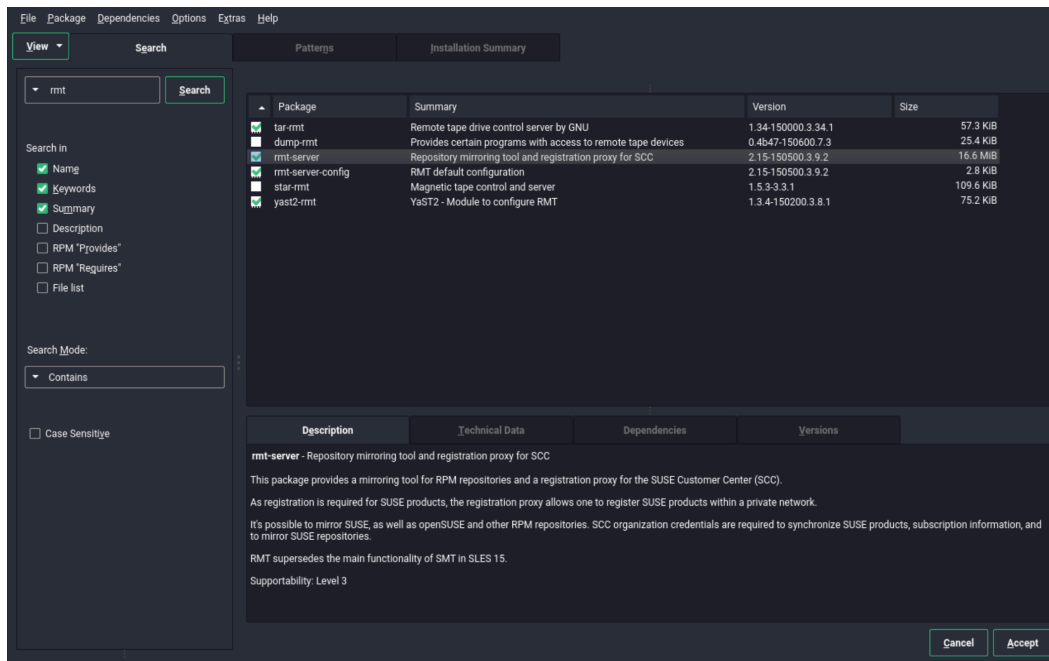 File Package Dependencies Options Extras Help
View Search Patterns Installation Summary
rmt Search
Search in
Name
Keywords
Summary
Description
RPM "Provides"
RPM "Requires"
File list
Search Mode:
Contains
Case Sensitive
Package Summary Version Size
tar-rmt Remote tape drive control server by GNU 1.34-150000.3.34.1 57.3 KiB
dump-rmt Provides certain programs with access to remote tape devices 0.4b47-150600.7.3 25.4 KiB
rmt-server Repository mirroring tool and registration proxy for SCC 2.15-150500.3.9.2 16.6 MiB
rmt-server-config RMT default configuration 2.15-150500.3.9.2 2.8 KiB
star-rmt Magnetic tape control and server 1.5.3-3.3.1 109.6 KiB
yast2-rmt YaST2 - Module to configure RMT 1.3.4-150200.3.8.1 75.2 KiB
Description Technical Data Dependencies Versions
rmt-server - Repository mirroring tool and registration proxy for SCC
This package provides a mirroring tool for RPM repositories and a registration proxy for the SUSE Customer Center (SCC).
As registration is required for SUSE products, the registration proxy allows one to register SUSE products within a private network.
It's possible to mirror SUSE, as well as openSUSE and other RPM repositories. SCC organization credentials are required to synchronize SUSE products, subscription information, and
to mirror SUSE repositories.
RMT supersedes the main functionality of SMT in SLES 15.
Supportability: Level 3
Cancel Accept